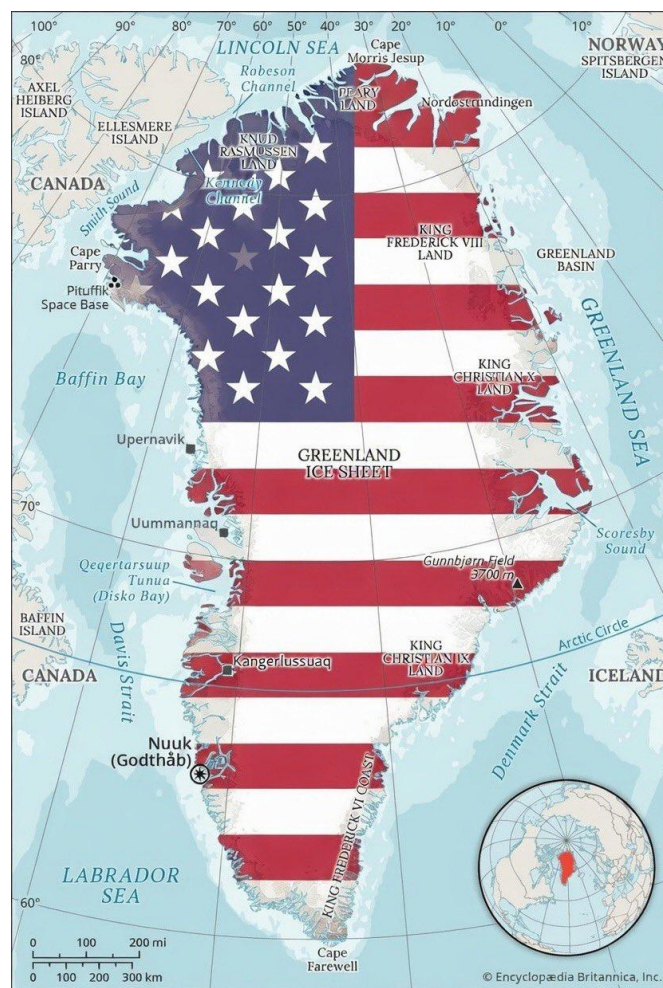 100°
90°
80°
70°
60°
50°
40°
30°
20°
10°
0°
10°
LINCOLN SEA
Cape
Morris Jesup
NORWAY
SPITSBERGEN
ISLAND
80°
Robeson
Channel
PEARY
LAND
Nordostrundingen
AXEL
HEIBERG
ISLAND
ELLESMERE
ISLAND
KNUD
RASMUSSEN
LAND
CANADA
Kennedy
Channel
Smith Sound
Cape
Parry
KING
FREDERICK VIII
LAND
GREENLAND
BASIN
Pituffik
Space Base
GREENLAND SEA
Baffin Bay
KING
CHRISTIAN X
LAND
Upernavik
GREENLAND
ICE SHEET
70°
Uummannaq
Scoresby
Sound
Qeqertarsuup
Tunua
(Disko Bay)
Gunnbjørn Field
3700 m
BAFFIN
ISLAND
Davis Strait
Arctic Circle
KING
CHRISTIAN IX
LAND
CANADA
Kangerlussuaq
ICELAND
Denmark Strait
Nuuk
(Godthåb)
KING FREDERICK VI COAST
LABRADOR
SEA
60°
0 100 200 mi
0 100 200 300 km
Cape
Farewell
© Encyclopædia Britannica, Inc.